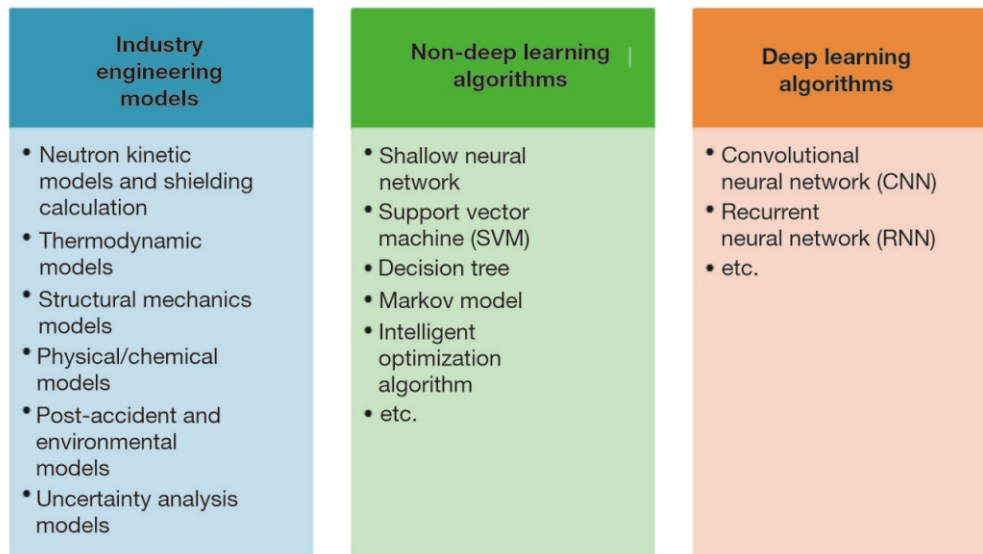 Industry
engineering
models
• Neutron kinetic
models and shielding
calculation
• Thermodynamic
models
• Structural mechanics
models
• Physical/chemical
models
• Post-accident and
environmental
models
• Uncertainty analysis
models
Non-deep learning
algorithms
• Shallow neural
network
• Support vector
machine (SVM)
• Decision tree
• Markov model
• Intelligent
optimization
algorithm
• etc.
Deep learning
algorithms
• Convolutional
neural network (CNN)
• Recurrent
neural network (RNN)
• etc.